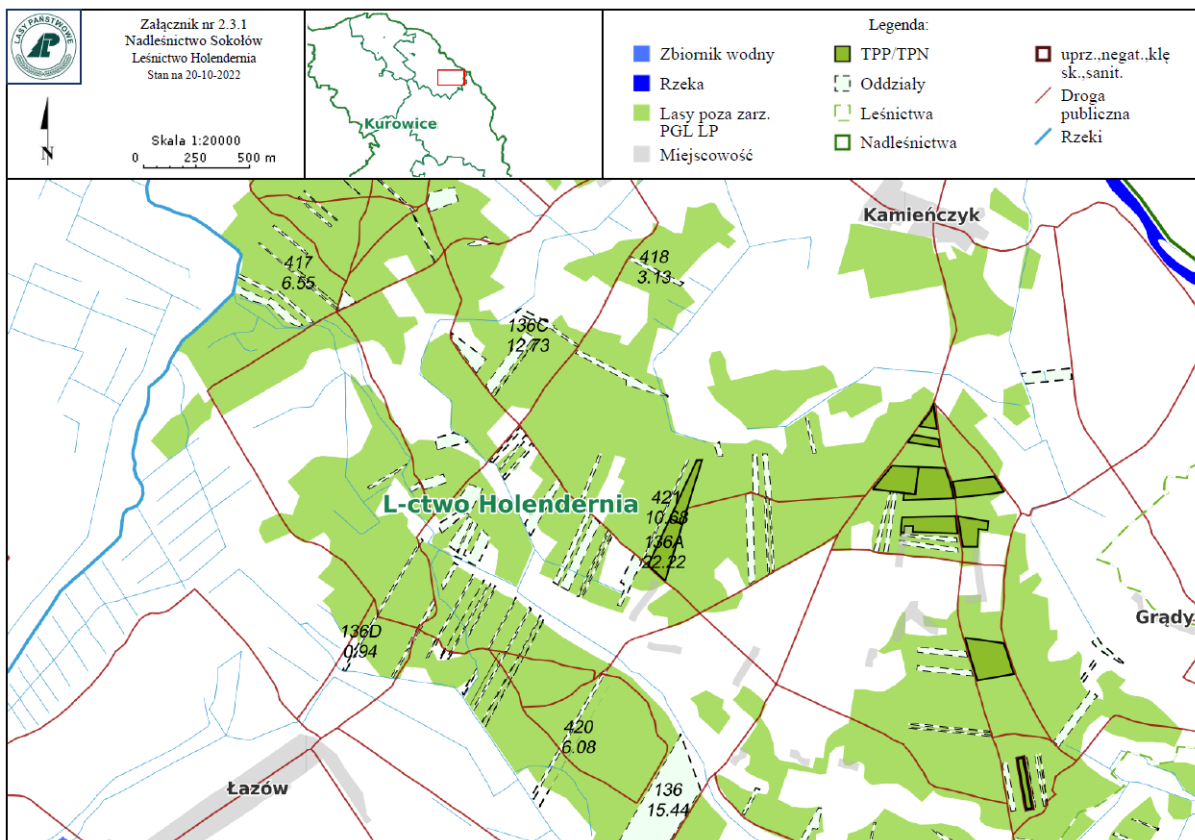 LASY PAŃSTWOWE
Załącznik nr 2.3.1
Nadleśnictwo Sokołów
Leśnictwo Holendernia
Stan na 20-10-2022
N
Skala 1:20000
0 250 500 m
Kurowice
Legenda:
Zbiornik wodny
Rzeka
Lasy poza zarz.
PGL LP
Miejscowość
TPP/TPN
Oddziały
Leśnictwa
Nadleśnictwa
uprz.,negat.,klę
sk.,sanit.
Droga
publiczna
Rzeki
Kamieńczyk
417
6.55
418
3.13
136C
12.73
L-ctwo Holendernia
421
10.68
136A
22.22
136D
0.94
Grądy
420
6.08
Łazów
136
15.44